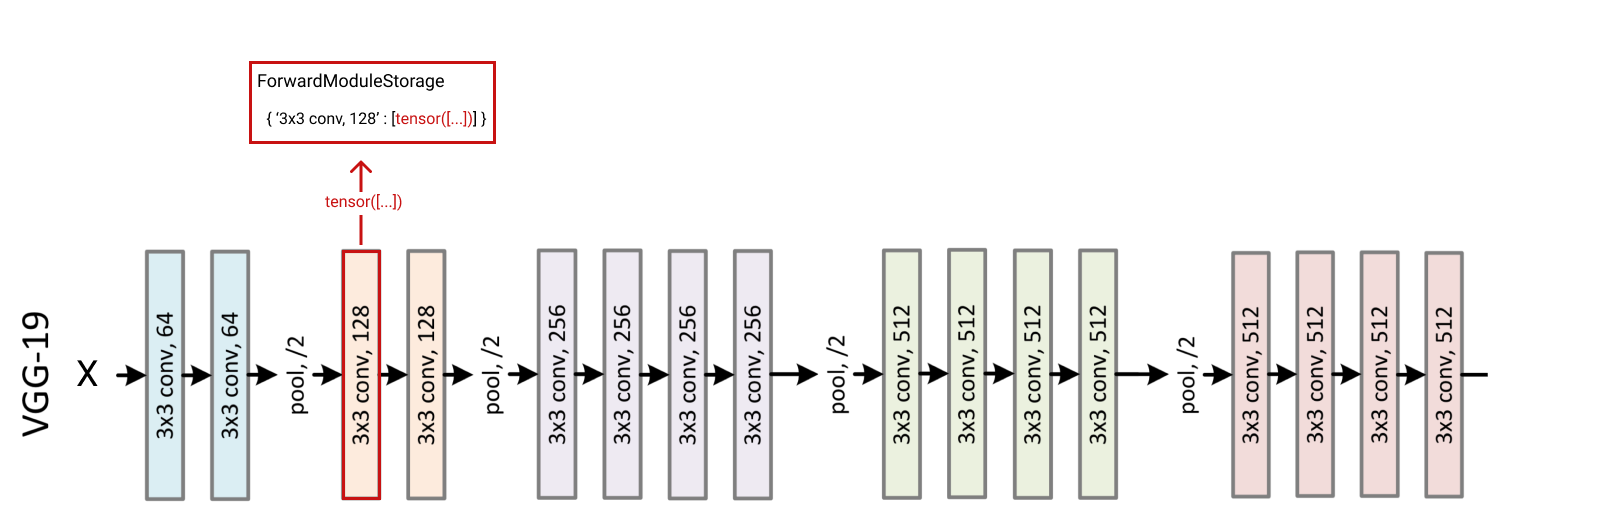 ForwardModuleStorage
{ ‘3x3 conv, 128’ : [tensor([...])] }
tensor([...])
VGG-19
X
3x3 conv, 64
3x3 conv, 64
pool, /2
3x3 conv, 128
3x3 conv, 128
pool, /2
3x3 conv, 256
3x3 conv, 256
3x3 conv, 256
3x3 conv, 256
pool, /2
3x3 conv, 512
3x3 conv, 512
3x3 conv, 512
3x3 conv, 512
pool, /2
3x3 conv, 512
3x3 conv, 512
3x3 conv, 512
3x3 conv, 512